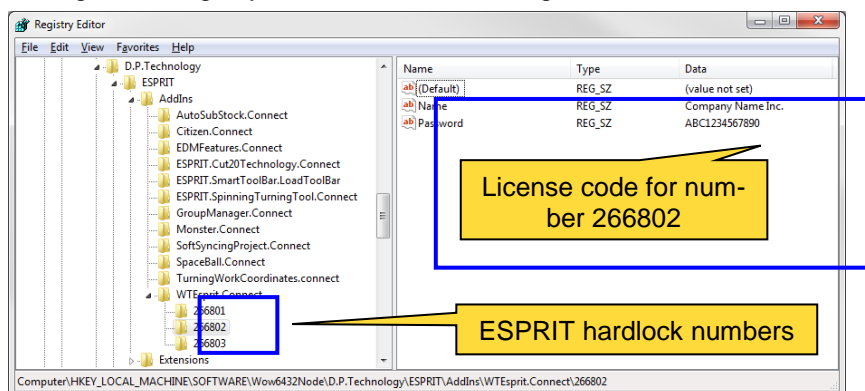 Registry Editor
File Edit View Favorites Help
D.P.Technology
ESPRIT
AddIns
AutoSubStock.Connect
Citizen.Connect
EDMFeatures.Connect
ESPRIT.Cut20Technology.Connect
ESPRIT.SmartToolBar.LoadToolBar
ESPRIT.SpinningTurningTool.Connect
GroupManager.Connect
Monster.Connect
SoftSyncingProject.Connect
SpaceBall.Connect
TurningWorkCoordinates.connect
WTEsprit.Connect
266801
266802
266803
Extensions
Name Type Data
(Default) REG_SZ (value not set)
Name REG_SZ Company Name Inc.
Password REG_SZ ABC1234567890
License code for num-
ber 266802
ESPRIT hardlock numbers
Computer\HKEY_LOCAL_MACHINE\SOFTWARE\Wow6432Node\D.P.Technology\ESPRIT\AddIns\WTEsprit.Connect\266802